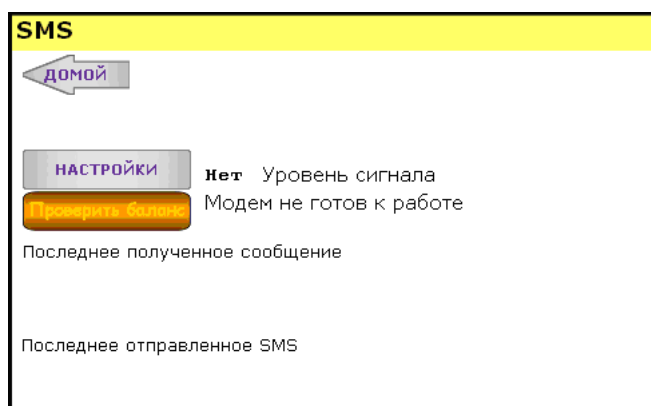 SMS
ДОМОЙ
НАСТРОЙКИ
Нет Уровень сигнала
Проверить баланс
Модем не готов к работе
Последнее полученное сообщение
Последнее отправленное SMS